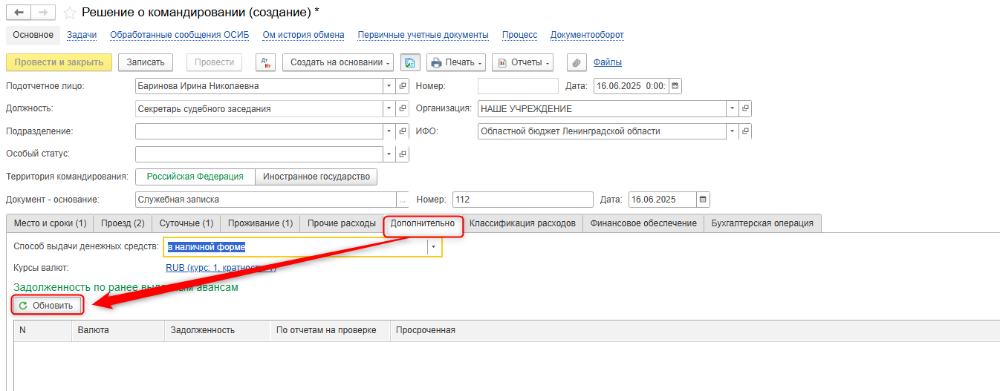 Решение о командировании (создание) *
Основное Задачи Обработанные сообщения ОСИБ Ом история обмена Первичные учетные документы Процесс Документооборот
Провести и закрыть Записать Провести Дт Кт Создать на основании Печать Отчеты Файлы
Подотчетное лицо: Баринова Ирина Николаевна Номер: Дата: 16.06.2025 0:00:
Должность: Секретарь судебного заседания Организация: НАШЕ УЧРЕЖДЕНИЕ
Подразделение: ИФО: Областной бюджет Ленинградской области
Особый статус:
Территория командирования: Российская Федерация Иностранное государство
Документ - основание: Служебная записка ... Номер: 112 Дата: 16.06.2025
Место и сроки (1) Проезд (2) Суточные (1) Проживание (1) Прочие расходы Дополнительно Классификация расходов Финансовое обеспечение Бухгалтерская операция
Способ выдачи денежных средств: в наличной форме
Курсы валют: RUB (курс: 1, кратность: 1)
Задолженность по ранее выданным авансам
Обновить
N Валюта Задолженность По отчетам на проверке Просроченная